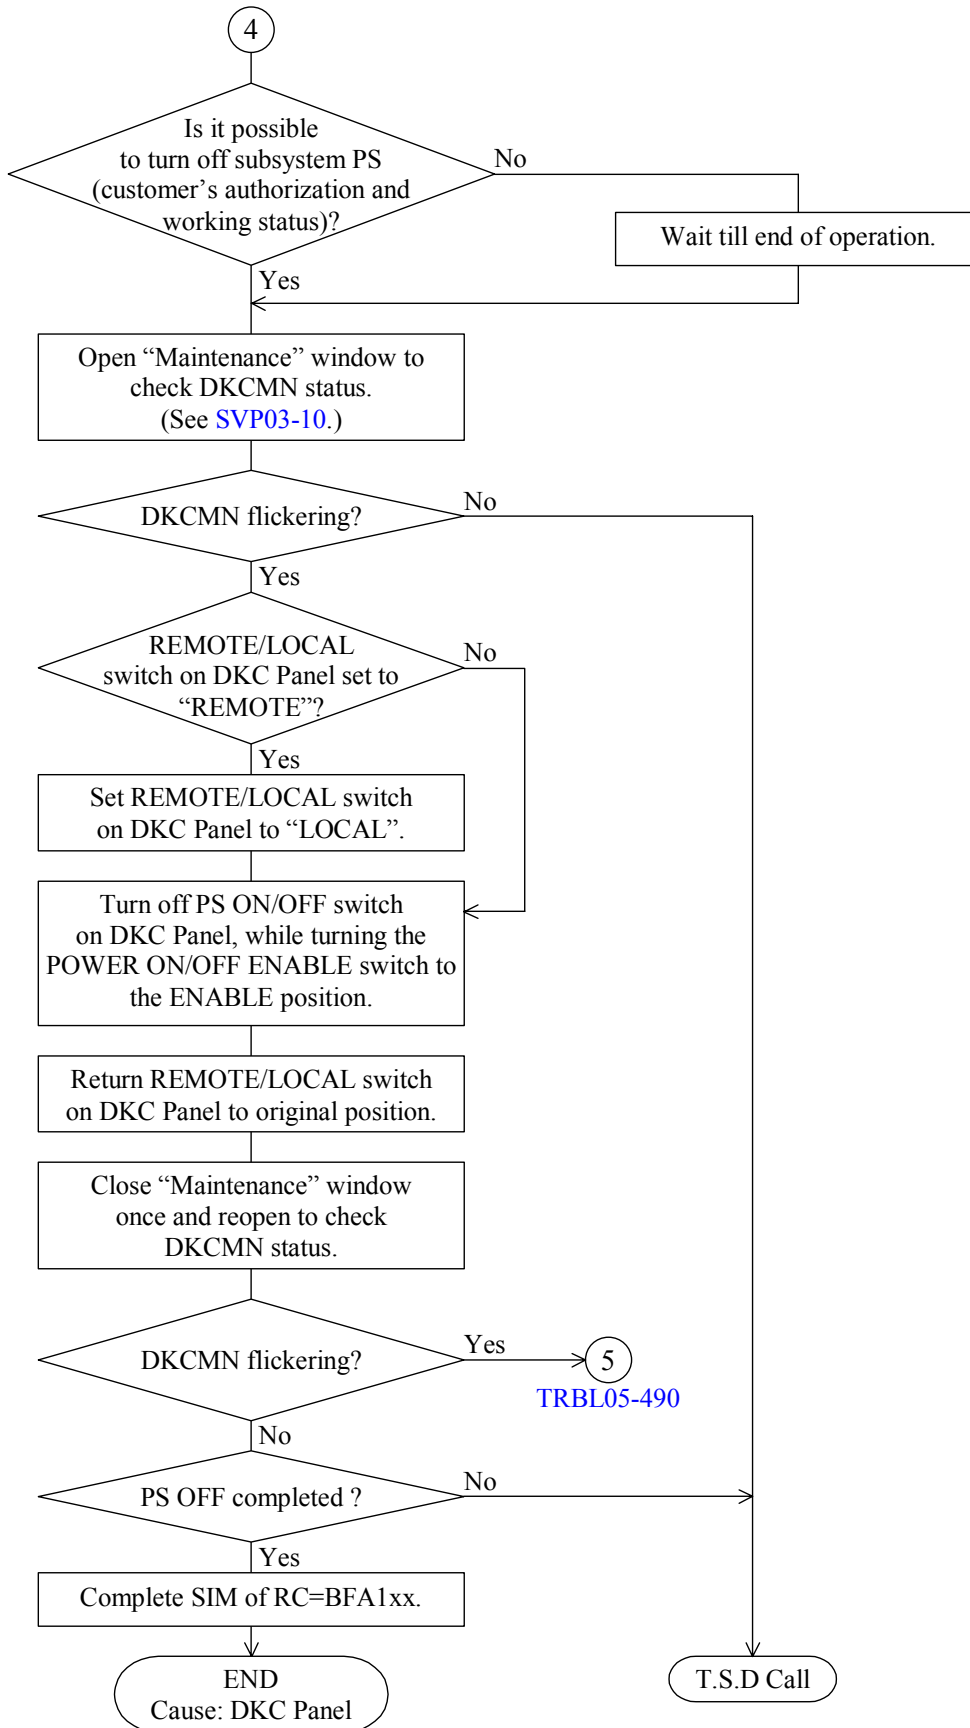 4
Is it possible
to turn off subsystem PS
(customer’s authorization and
working status)?
No
Wait till end of operation.
Yes
Open “Maintenance” window to
check DKCMN status.
(See SVP03-10.)
DKCMN flickering?
No
Yes
REMOTE/LOCAL
switch on DKC Panel set to
“REMOTE”?
No
Yes
Set REMOTE/LOCAL switch
on DKC Panel to “LOCAL”.
Turn off PS ON/OFF switch
on DKC Panel, while turning the
POWER ON/OFF ENABLE switch to
the ENABLE position.
Return REMOTE/LOCAL switch
on DKC Panel to original position.
Close “Maintenance” window
once and reopen to check
DKCMN status.
DKCMN flickering?
Yes
5
TRBL05-490
No
PS OFF completed ?
No
Yes
Complete SIM of RC=BFA1xx.
END
Cause: DKC Panel
T.S.D Call